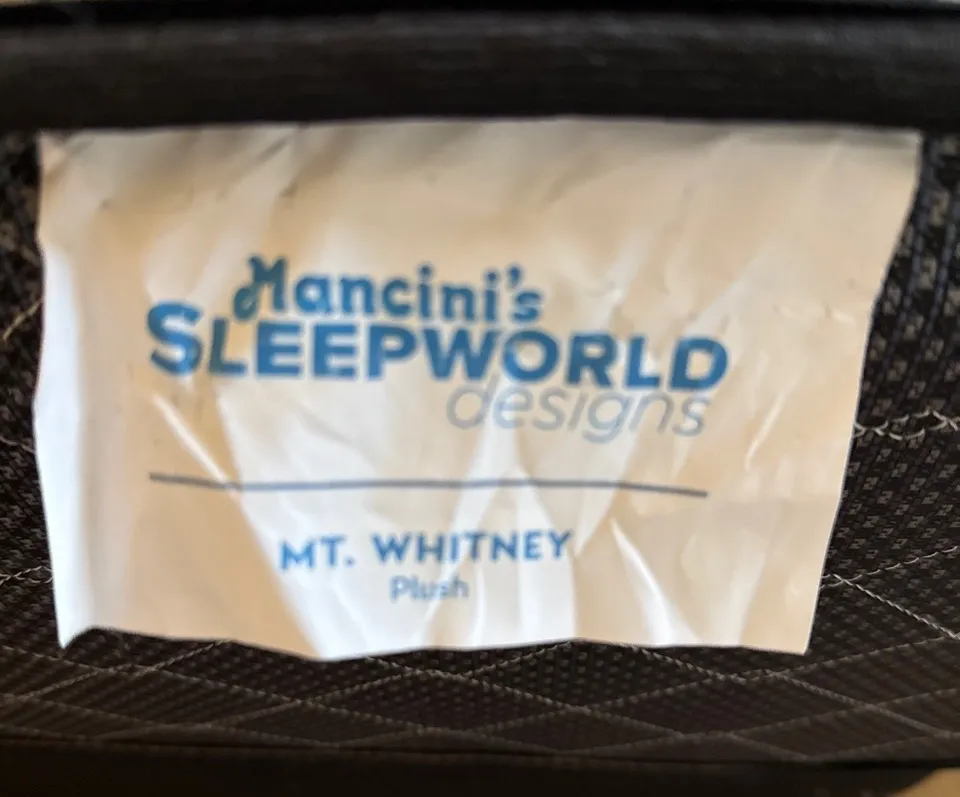 Mancini's
SLEEPWORLD
designs
MT. WHITNEY
Plush